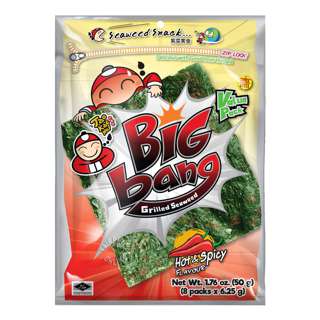 Seaweed Snack...
ZIP LOCK
Value
Pack
BIG
bang
Grilled Seaweed
Hot & Spicy
FLAVOUR
Net Wt. 1.76 oz. (50 g)
(8 packs x 6.25 g)